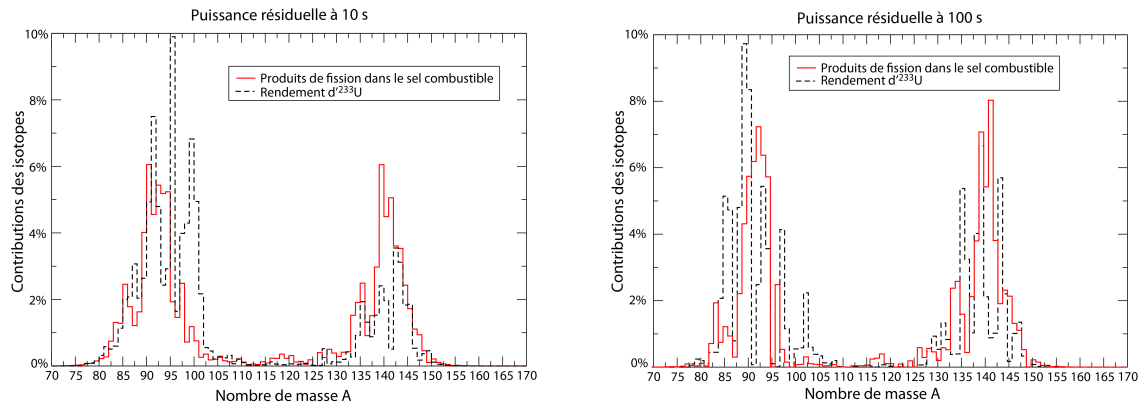 Puissance résiduelle à 10 s
Contributions des isotopes
10%
8%
6%
4%
2%
0%
Produits de fission dans le sel combustible
Rendement d'²³³U
70 75 80 85 90 95 100 105 110 115 120 125 130 135 140 145 150 155 160 165 170
Nombre de masse A
Puissance résiduelle à 100 s
Contributions des isotopes
10%
8%
6%
4%
2%
0%
Produits de fission dans le sel combustible
Rendement d'²³³U
70 75 80 85 90 95 100 105 110 115 120 125 130 135 140 145 150 155 160 165 170
Nombre de masse A